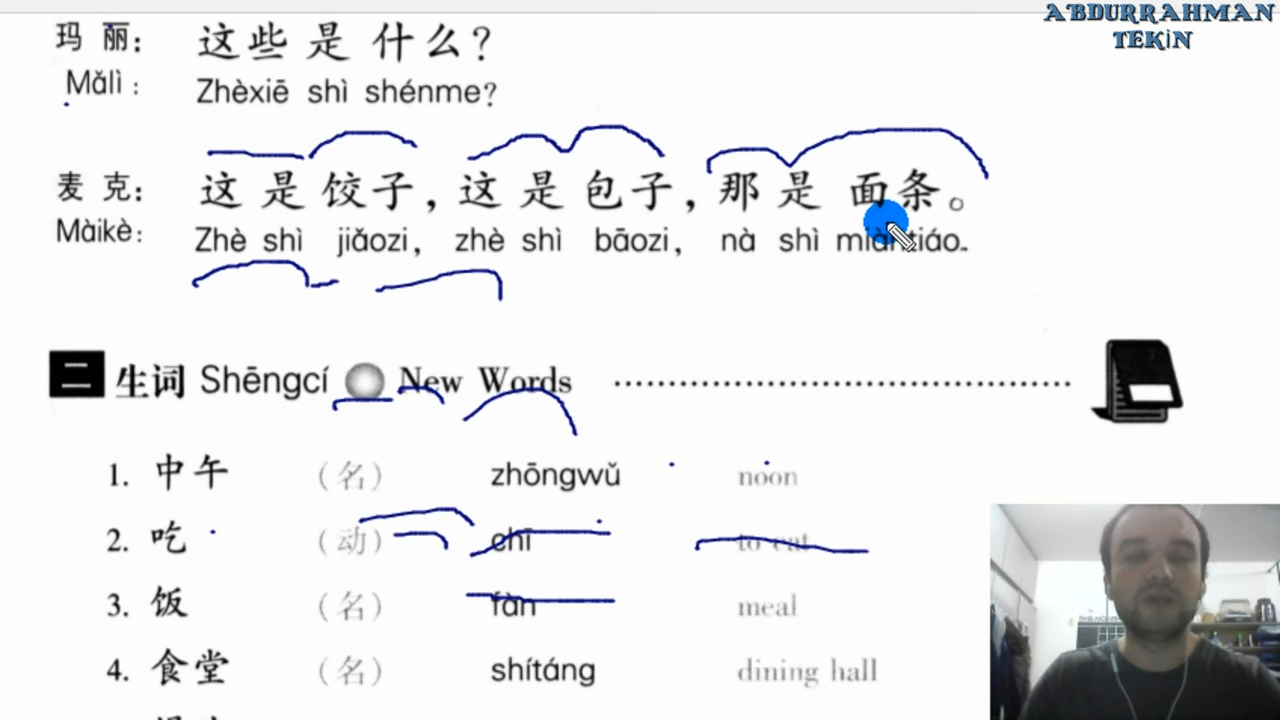 ABDURRAHMAN
TEKİN
玛 丽： 这些 是 什么？
Mǎlì : Zhèxiē shì shénme?
麦 克： 这 是 饺子，这 是 包子，那 是 面条。
Màikè: Zhè shì jiǎozi, zhè shì bāozi, nà shì miàntiáo.
二 生词 Shēngcí New Words
1. 中午 （名） zhōngwǔ noon
2. 吃 （动） chī to eat
3. 饭 （名） fàn meal
4. 食堂 （名） shítáng dining hall